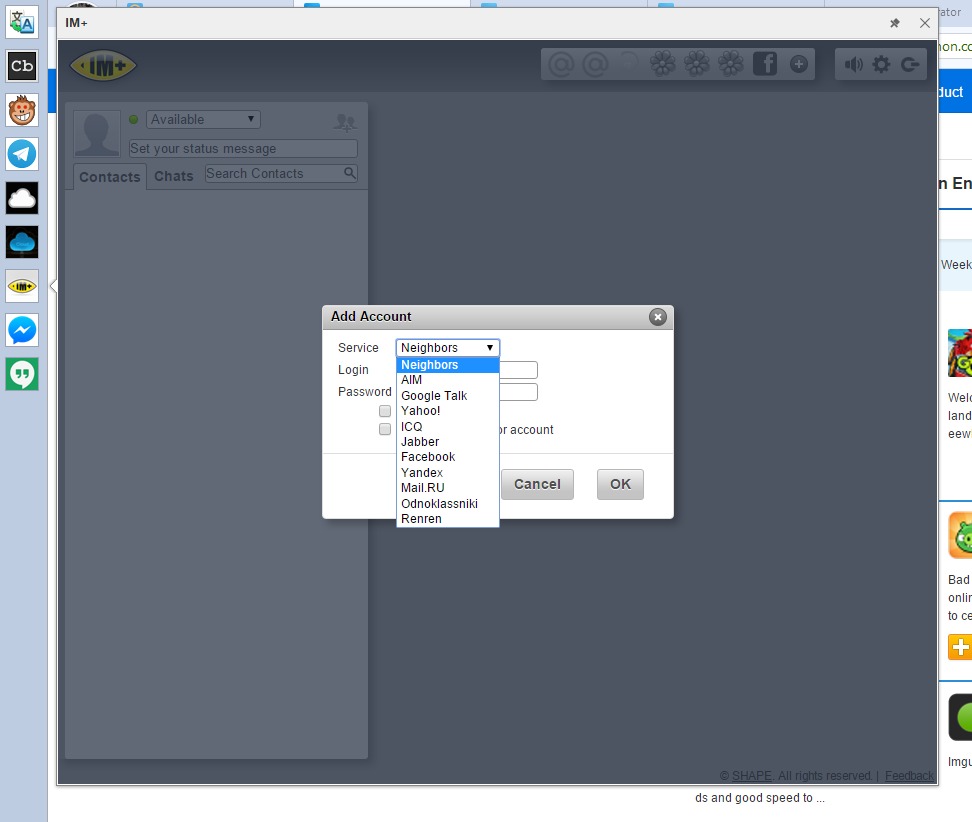 IM+
ator
non.co
Cb
IM+
f
duct
Available
Set your status message
Contacts Chats Search Contacts
n En
Week
IM+
Add Account
Service Neighbors
Login
Password
or account
Neighbors
AIM
Google Talk
Yahoo!
ICQ
Jabber
Facebook
Yandex
Mail.RU
Odnoklassniki
Renren
Cancel OK
Welc
land
eew
Bad
onlin
to ce
Imgu
© SHAPE. All rights reserved. | Feedback
ds and good speed to ...